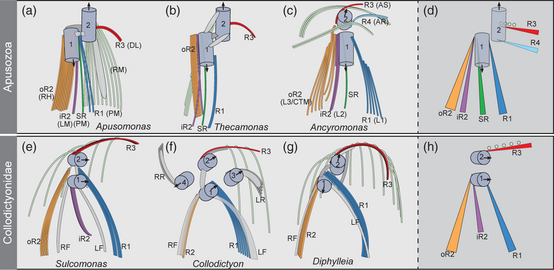 Apusozoa
(a)
2
R3 (DL)
1
(RM)
oR2
(RH)
iR2
(LM)
SR
(PM)
R1 (PM)
Apusomonas
(b)
2
R3
oR2
1
R1
iR2
SR
Thecamonas
(c)
R3 (AS)
2
R4 (AR)
1
SR
oR2
(L3/CTM)
iR2 (L2)
R1 (L1)
Ancyromonas
(d)
2
R3
R4
1
oR2
iR2
SR
R1
Collodictyonidae
(e)
R3
2
1
oR2
RF
iR2
LF
R1
Sulcomonas
(f)
R3
2
RR
4
3
LR
1
RF
R2
R1
LF
Collodictyon
(g)
2
R3
1
R2
RF
LF
R1
Diphylleia
(h)
R3
2
1
oR2
iR2
R1